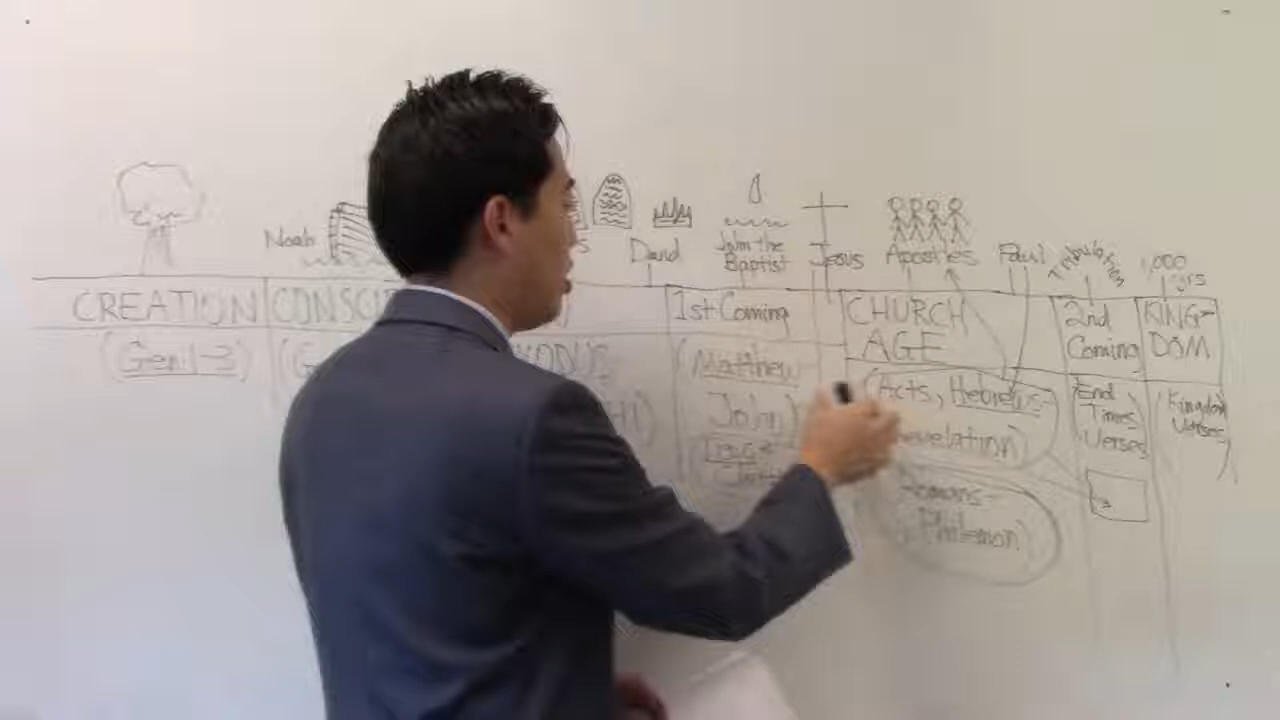 Noah
David
John the
Baptist
Jesus
Apostles
Paul
Tribulation
1,000
yrs
CREATION
1st Coming
CHURCH
AGE
2nd
Coming
KING-
DOM
(Gen 1-3)
(Matthew-
John)
(Acts, Hebrews-
Revelation)
Romans-
Philemon)
End
Times
Verses
(Kingdom
Verses